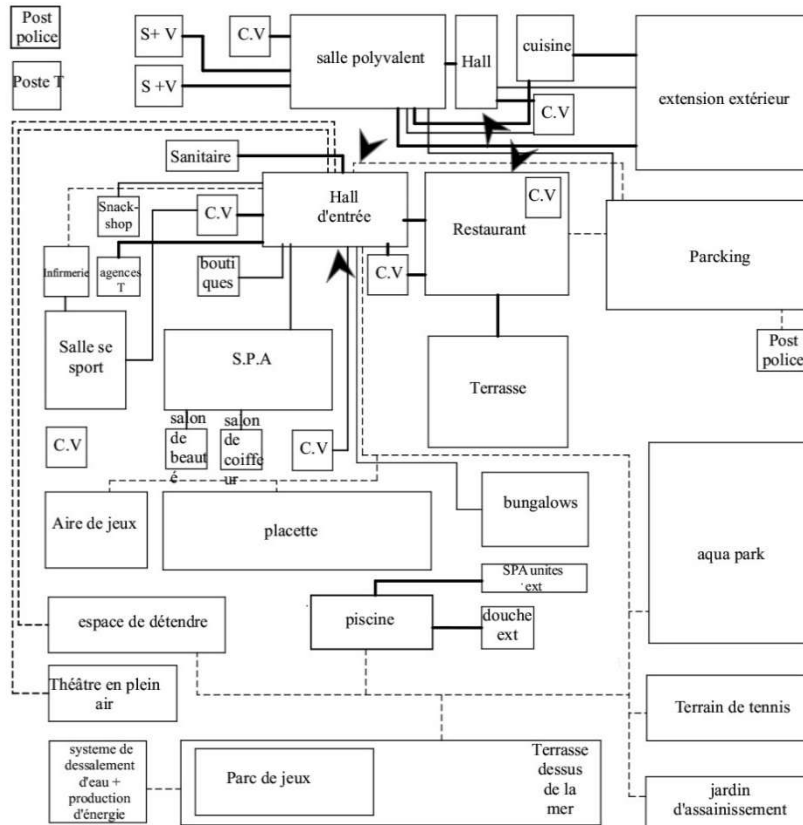 Post
police
S+ V
C.V
salle polyvalent
Hall
cuisine
extension extérieur
Poste T
S +V
C.V
Sanitaire
Hall
d'entrée
C.V
Restaurant
Snack-
shop
C.V
Parcking
Infirmerie
agences
T
bouti
ques
C.V
Salle se
sport
S.P.A
Terrasse
Post
police
C.V
salon
de
beaut
é
salon
de
coiffe
ur
C.V
Aire de jeux
placette
bungalows
aqua park
SPA unites
ext
espace de détendre
piscine
douche
ext
Théâtre en plein
air
Terrain de tennis
systeme de
dessalement
d'eau +
production
d'énergie
Parc de jeux
Terrasse
dessus
de la
mer
jardin
d'assainissement